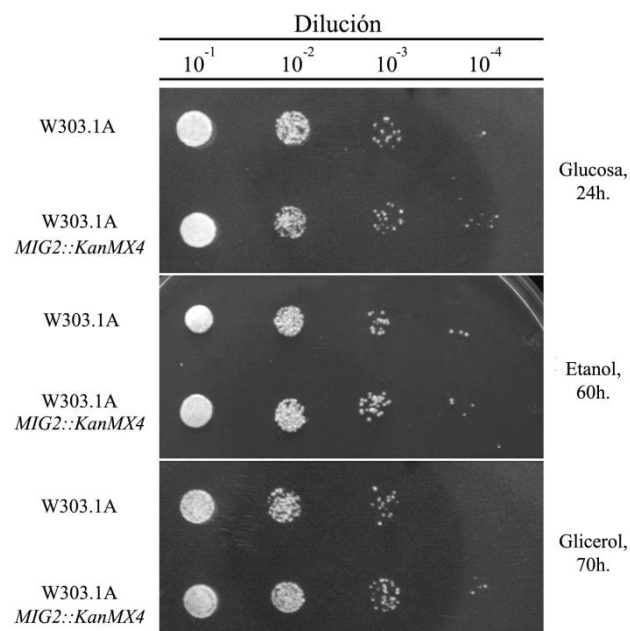 Dilución
10-1 10-2 10-3 10-4
W303.1A
W303.1A
MIG2::KanMX4
Glucosa,
24h.
W303.1A
W303.1A
MIG2::KanMX4
Etanol,
60h.
W303.1A
W303.1A
MIG2::KanMX4
Glicerol,
70h.